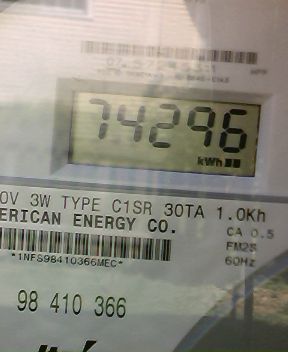 74296
kWh
0V 3W TYPE C1SR 30TA 1.0Kh
ERICAN ENERGY CO.
CA 0.5
FM2S
60Hz
*1NFS98410366MEC*
98 410 366